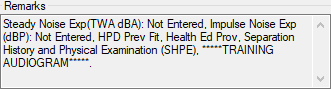 Remarks
Steady Noise Exp(TWA dBA): Not Entered, Impulse Noise Exp
(dBP): Not Entered, HPD Prev Fit, Health Ed Prov, Separation
History and Physical Examination (SHPE), *****TRAINING
AUDIOGRAM*****.